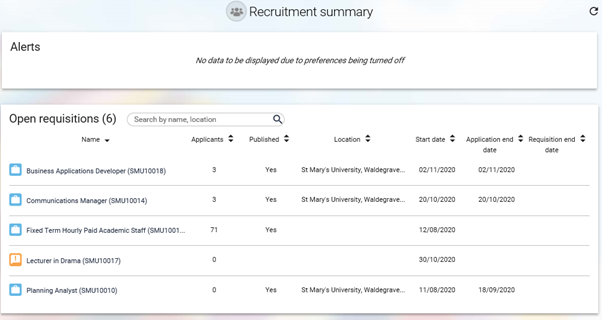 Recruitment summary
Alerts
No data to be displayed due to preferences being turned off
Open requisitions (6)
Search by name, location
Name Applicants Published Location Start date Application end date Requisition end date
Business Applications Developer (SMU10018) 3 Yes St Mary's University, Waldegrave... 02/11/2020 02/11/2020
Communications Manager (SMU10014) 3 Yes St Mary's University, Waldegrave... 20/10/2020 20/10/2020
Fixed Term Hourly Paid Academic Staff (SMU1001... 71 Yes 12/08/2020
Lecturer in Drama (SMU10017) 0 30/10/2020
Planning Analyst (SMU10010) 0 Yes St Mary's University, Waldegrave... 11/08/2020 18/09/2020